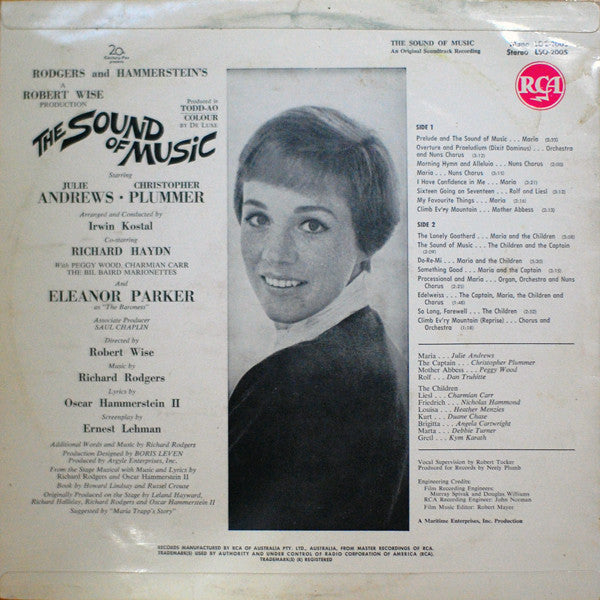 20th
Century-Fox
presents
RODGERS and HAMMERSTEIN'S
A
ROBERT WISE
PRODUCTION
Produced in
TODD-AO
COLOUR
BY DE LUXE
THE SOUND
OF MUSIC
Starring
JULIE CHRISTOPHER
ANDREWS · PLUMMER
Arranged and Conducted by
Irwin Kostal
Co-starring
RICHARD HAYDN
With PEGGY WOOD, CHARMIAN CARR
THE BIL BAIRD MARIONETTES
And
ELEANOR PARKER
as "The Baroness"
Associate Producer
SAUL CHAPLIN
Directed by
Robert Wise
Music by
Richard Rodgers
Lyrics by
Oscar Hammerstein II
Screenplay by
Ernest Lehman
Additional Words and Music by Richard Rodgers
Production Designed by BORIS LEVEN
Produced by Argyle Enterprises, Inc.
From the Stage Musical with Music and Lyrics by
Richard Rodgers and Oscar Hammerstein II
Book by Howard Lindsay and Russel Crouse
Originally Produced on the Stage by Leland Hayward,
Richard Halliday, Richard Rodgers and Oscar Hammerstein II
Suggested by "Maria Trapp's Story"
THE SOUND OF MUSIC
An Original Soundtrack Recording
Mono
Stereo LSO-2005
RCA
SIDE 1
Prelude and The Sound of Music . . . Maria
Overture and Praeludium (Dixit Dominus) . . . Orchestra
and Nuns Chorus (3:12)
Morning Hymn and Alleluia . . . Nuns Chorus (2:00)
Maria . . . Nuns Chorus (3:15)
I Have Confidence in Me . . . Maria (3:21)
Sixteen Going on Seventeen . . . Rolf and Liesl (3:12)
My Favourite Things . . . Maria
Climb Ev'ry Mountain . . . Mother Abbess
SIDE 2
The Lonely Goatherd . . . Maria and the Children
The Sound of Music . . . The Children and the Captain
Do-Re-Mi . . . Maria and the Children
Something Good . . . Maria and the Captain (3:15)
Processional and Maria . . . Organ, Orchestra and Nuns
Chorus
Edelweiss . . . The Captain, Maria, the Children and
Chorus
So Long, Farewell . . . The Children
Climb Ev'ry Mountain (Reprise) . . . Chorus and
Orchestra
Maria . . . Julie Andrews
The Captain . . . Christopher Plummer
Mother Abbess . . . Peggy Wood
Rolf . . . Dan Truhitte
The Children
Liesl . . . Charmian Carr
Friedrich . . . Nicholas Hammond
Louisa . . . Heather Menzies
Kurt . . . Duane Chase
Brigitta . . . Angela Cartwright
Marta . . . Debbie Turner
Gretl . . . Kym Karath
Vocal Supervision by Robert Tucker
Produced for Records by Neely Plumb
Engineering Credits:
Film Recording Engineers:
Murray Spivak and Douglas Williams
RCA Recording Engineer: John Norman
Film Music Editor: Robert Mayer
A Maritime Enterprises, Inc. Production
RECORDS MANUFACTURED BY RCA OF AUSTRALIA PTY. LTD., AUSTRALIA, FROM MASTER RECORDINGS OF RCA.
TRADEMARK(S) USED BY AUTHORITY AND UNDER CONTROL OF RADIO CORPORATION OF AMERICA (RCA).
TRADEMARK(S) (R) REGISTERED